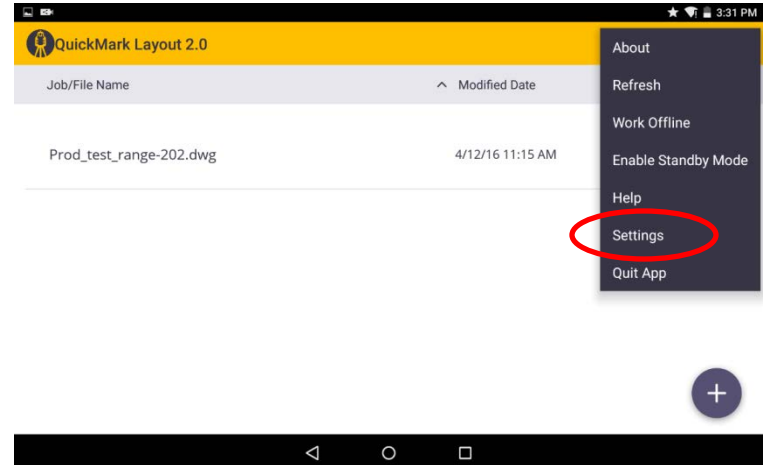 3:31 PM
QuickMark Layout 2.0
Job/File Name
Modified Date
Prod_test_range-202.dwg
4/12/16 11:15 AM
About
Refresh
Work Offline
Enable Standby Mode
Help
Settings
Quit App
+